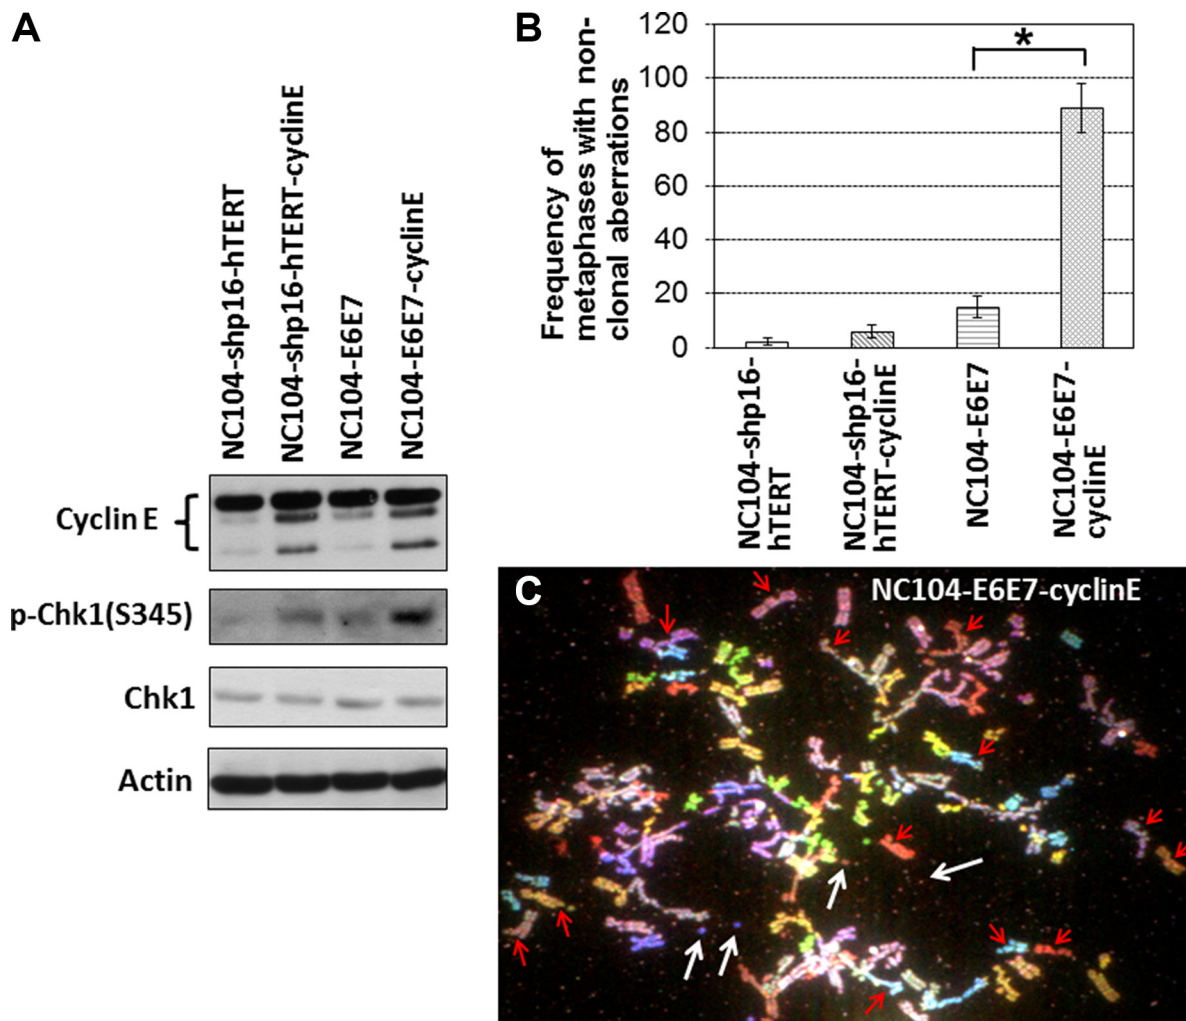 A
NC104-shp16-hTERT
NC104-shp16-hTERT-cyclinE
NC104-E6E7
NC104-E6E7-cyclinE
Cyclin E
p-Chk1(S345)
Chk1
Actin
B
Frequency of
metaphases with non-
clonal aberrations
120
100
80
60
40
20
0
*
NC104-shp16-
hTERT
NC104-shp16-
hTERT-cyclinE
NC104-E6E7
NC104-E6E7-
cyclinE
C
NC104-E6E7-cyclinE